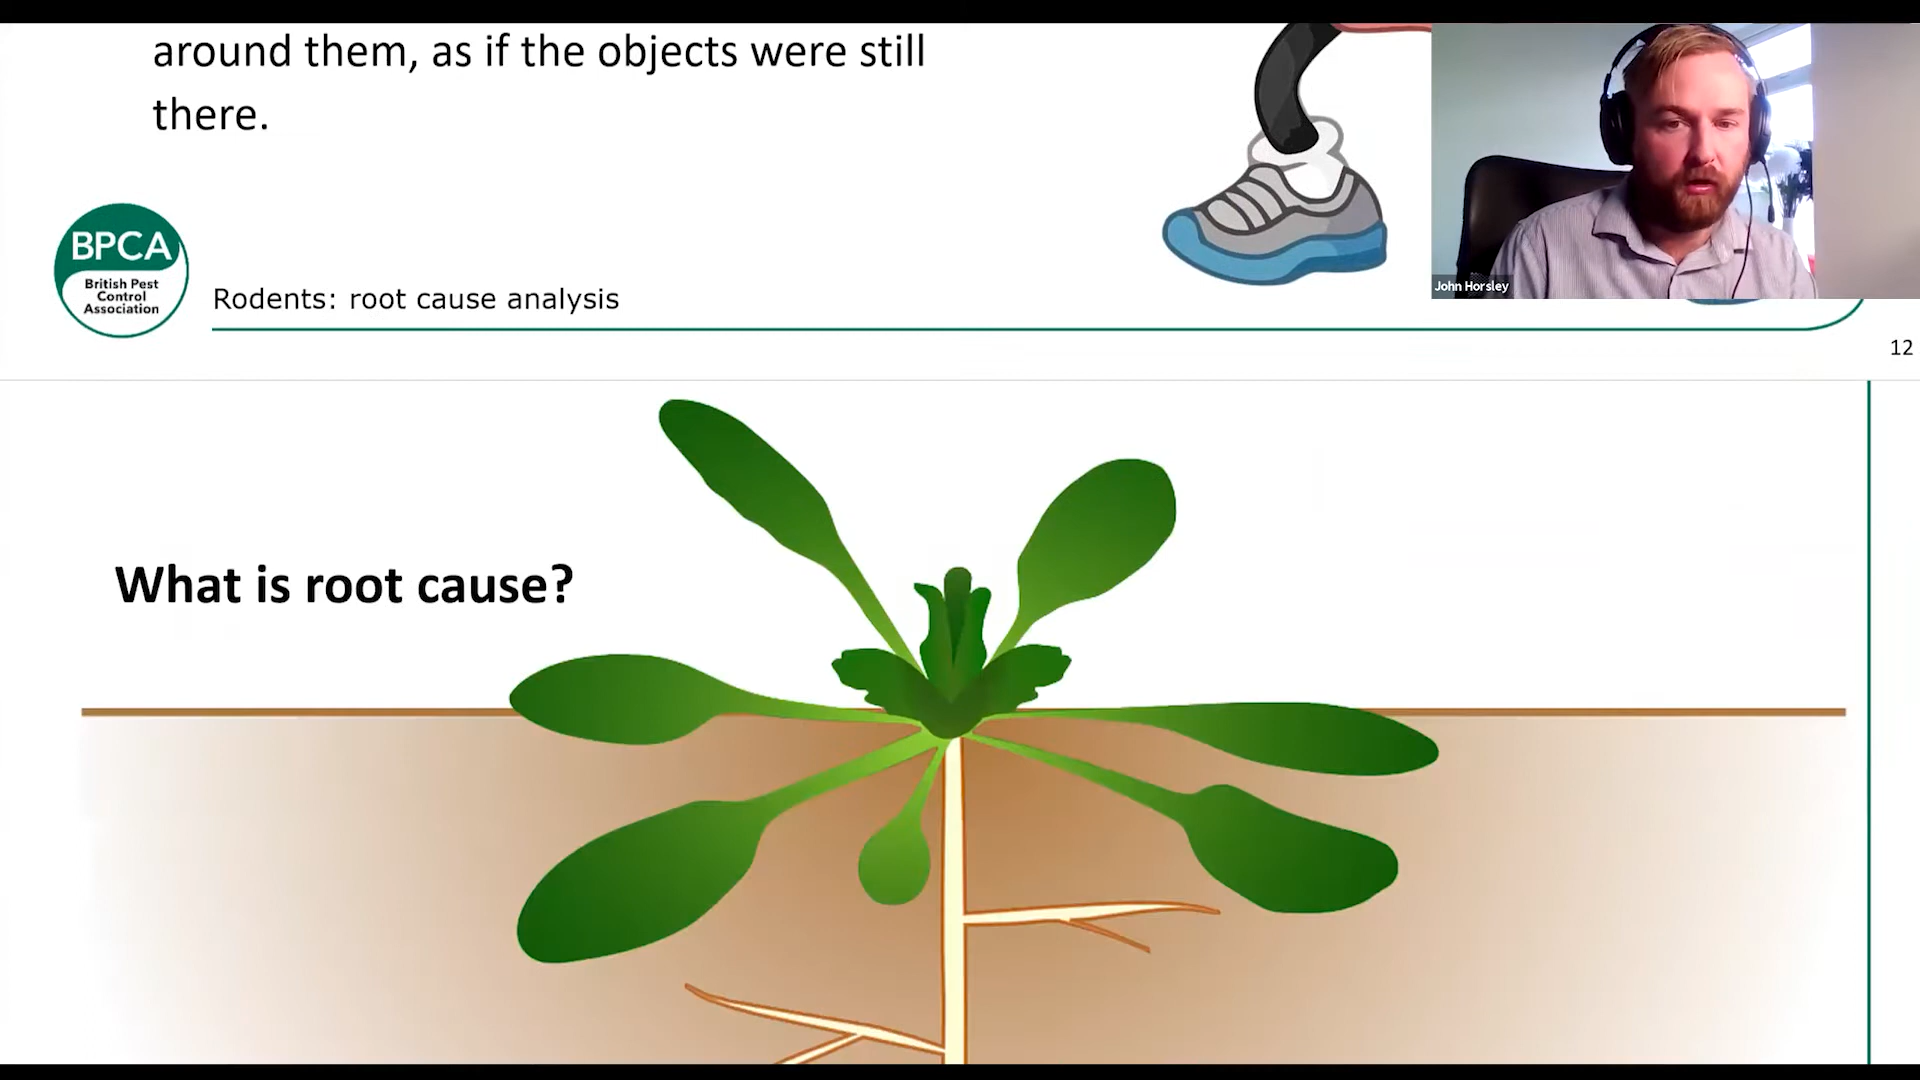 around them, as if the objects were still
there.
John Horsley
BPCA
British Pest
Control
Association
Rodents: root cause analysis
12
What is root cause?